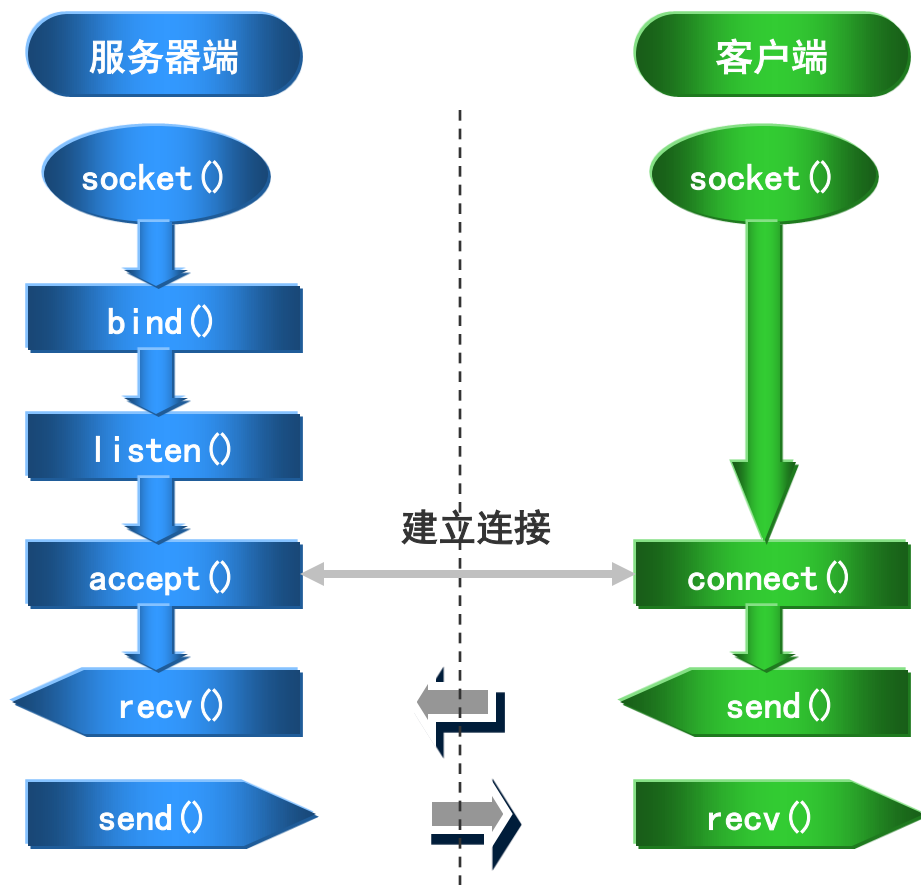 服务器端
客户端
socket()
socket()
bind()
listen()
建立连接
accept()
connect()
recv()
send()
send()
recv()